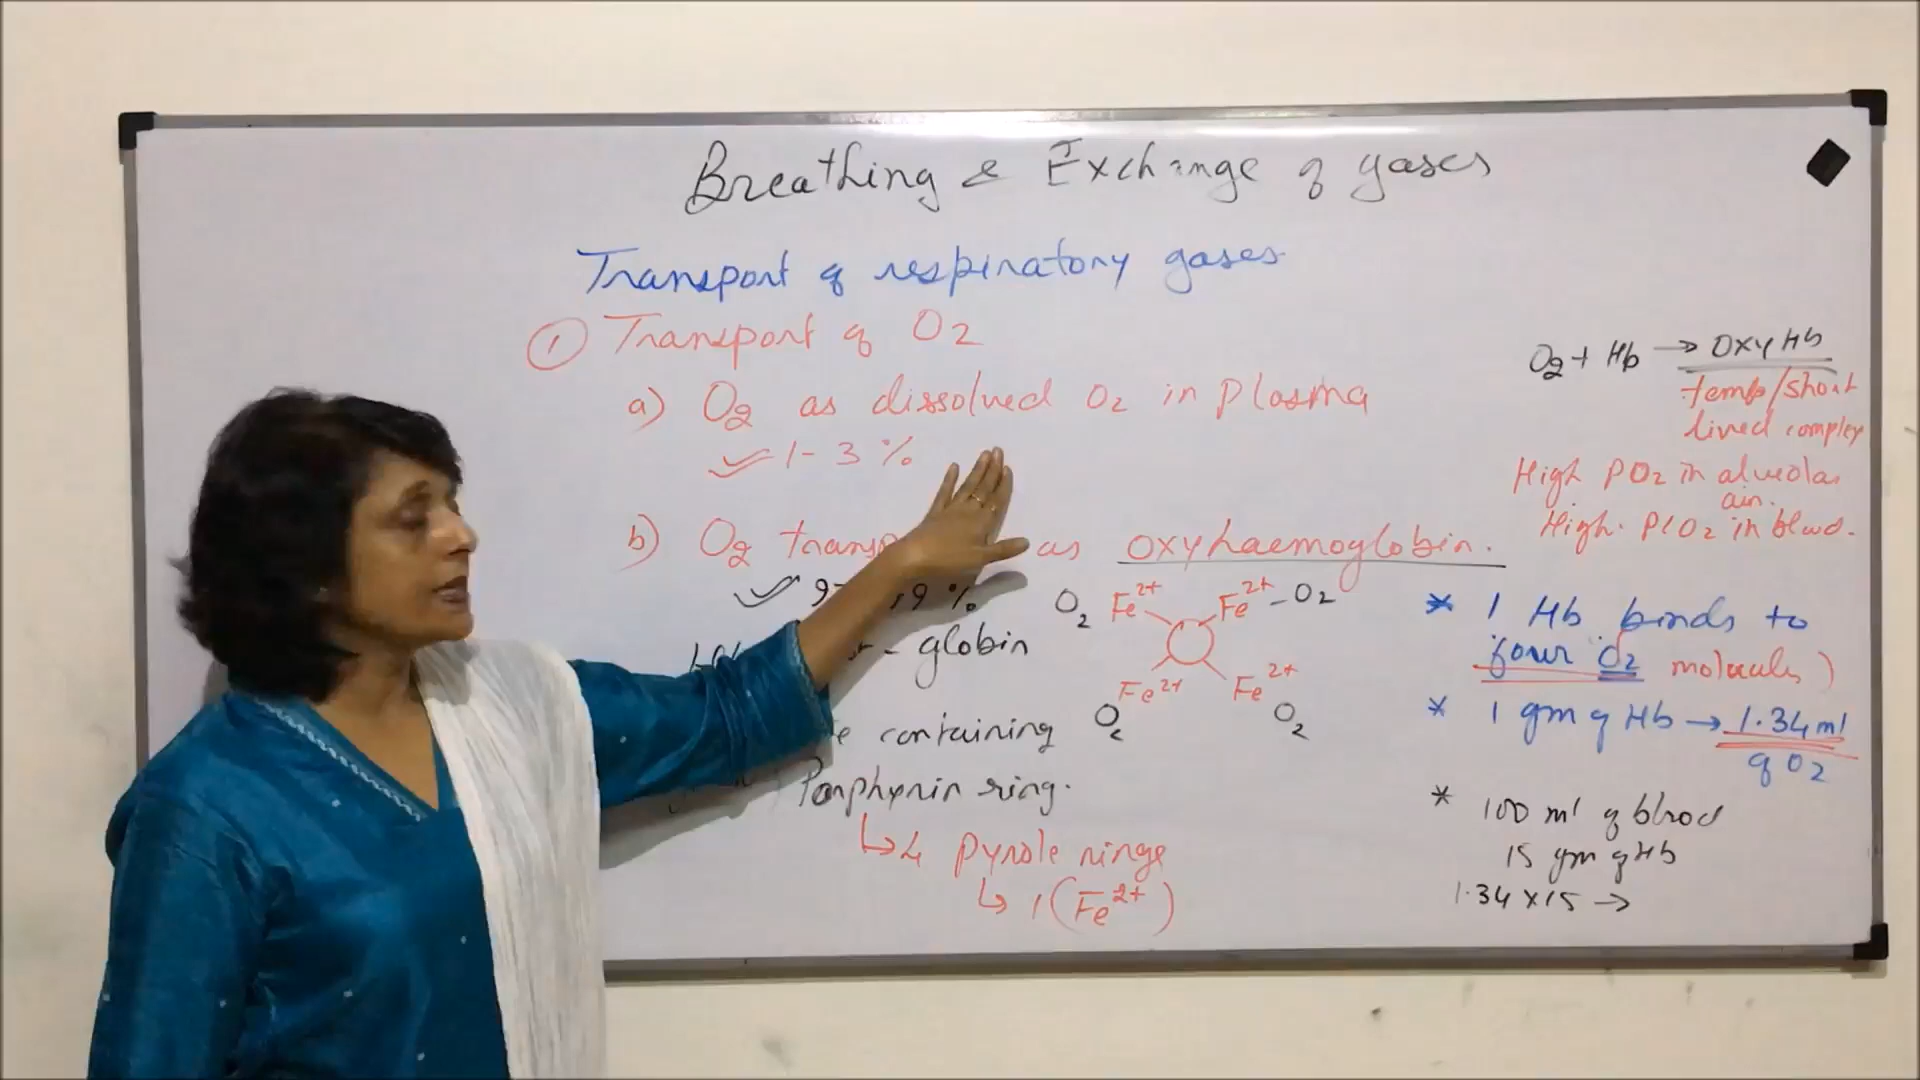 Breathing & Exchange of gases
Transport of respiratory gases.
① Transport of O2
a) O2 as dissolved O2 in plasma
1-3 %
b) O2 as oxyhaemoglobin.
9 %
globin
containing
Porphyrin ring.
↳ 4 pyrole rings
↳ 1 (Fe2+)
O2 Fe2+ Fe2+ - O2
Fe2+ Fe2+
O2 O2
O2 + Hb → OxyHb
temp/short
lived complex
High PO2 in alveolar
air.
High. PCO2 in blood.
* 1 Hb binds to
four O2 molecules)
* 1 gm of Hb → 1.34 ml
of O2
* 100 ml of blood
15 gm of Hb
1.34 x 15 →